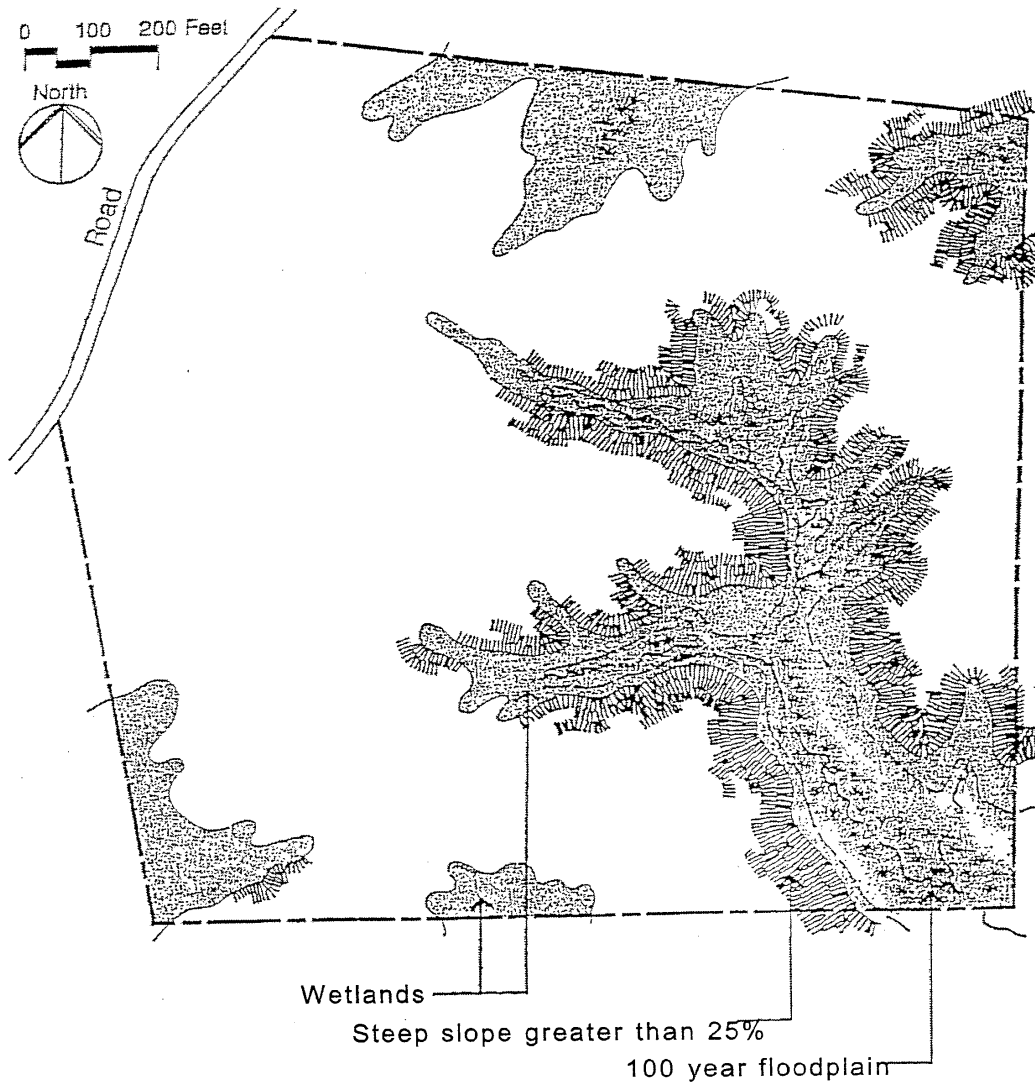 0 100 200 Feet
North
Road
Wetlands
Steep slope greater than 25%
100 year floodplain